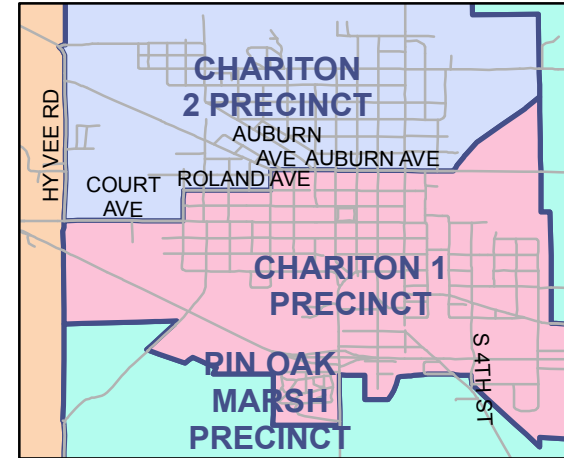 CHARITON
2 PRECINCT
HY VEE RD
AUBURN
AVE AUBURN AVE
ROLAND AVE
COURT
AVE
CHARITON 1
PRECINCT
S 4TH ST
PIN OAK
MARSH
PRECINCT